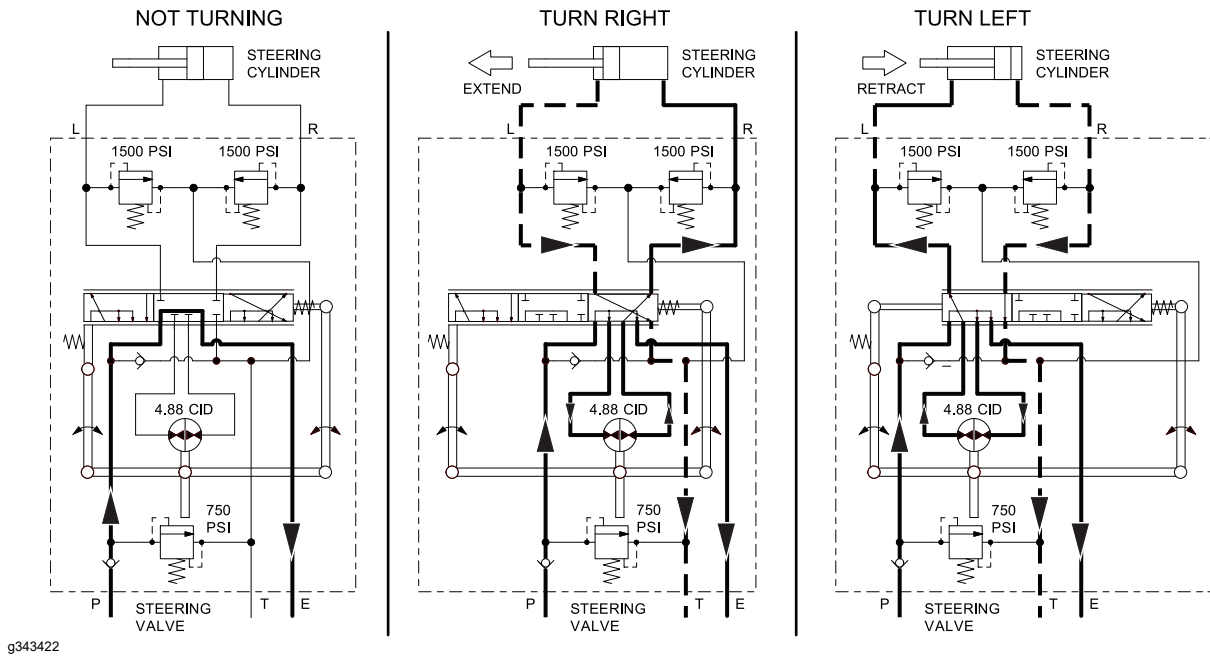 NOT TURNING
STEERING
CYLINDER
L
R
1500 PSI
1500 PSI
4.88 CID
750
PSI
P
STEERING
VALVE
T
E
TURN RIGHT
EXTEND
STEERING
CYLINDER
L
R
1500 PSI
1500 PSI
4.88 CID
750
PSI
P
STEERING
VALVE
T
E
TURN LEFT
RETRACT
STEERING
CYLINDER
L
R
1500 PSI
1500 PSI
4.88 CID
750
PSI
P
STEERING
VALVE
T
E
g343422